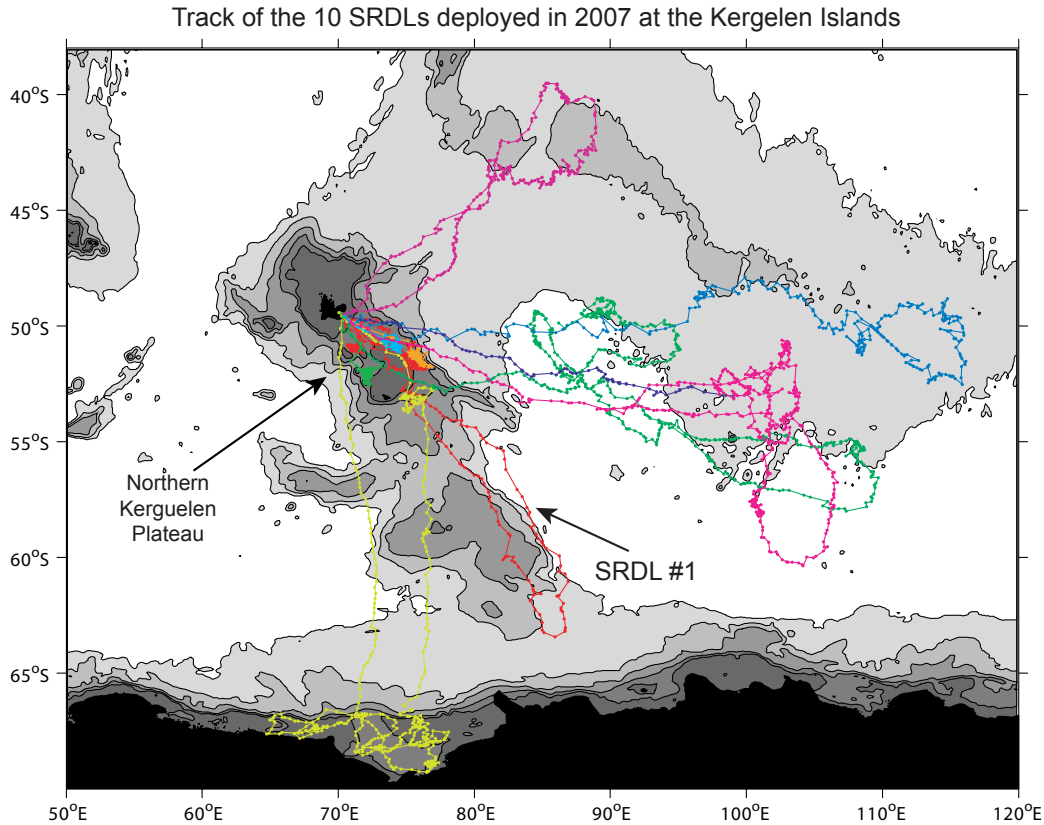 Track of the 10 SRDLs deployed in 2007 at the Kergelen Islands
40°S
45°S
50°S
55°S
60°S
65°S
Northern
Kerguelen
Plateau
SRDL #1
50°E
60°E
70°E
80°E
90°E
100°E
110°E
120°E